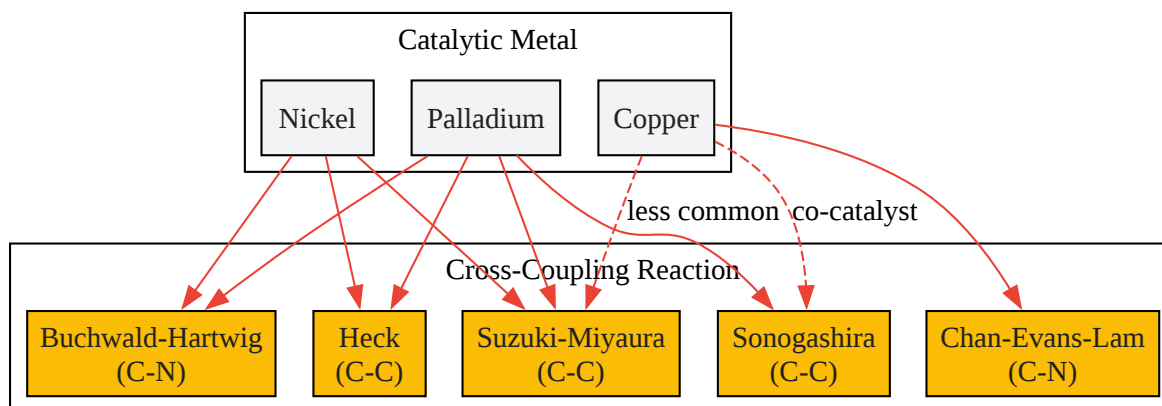 Catalytic Metal
Nickel
Palladium
Copper
less common
co-catalyst
Cross-Coupling Reaction
Buchwald-Hartwig
(C-N)
Heck
(C-C)
Suzuki-Miyaura
(C-C)
Sonogashira
(C-C)
Chan-Evans-Lam
(C-N)